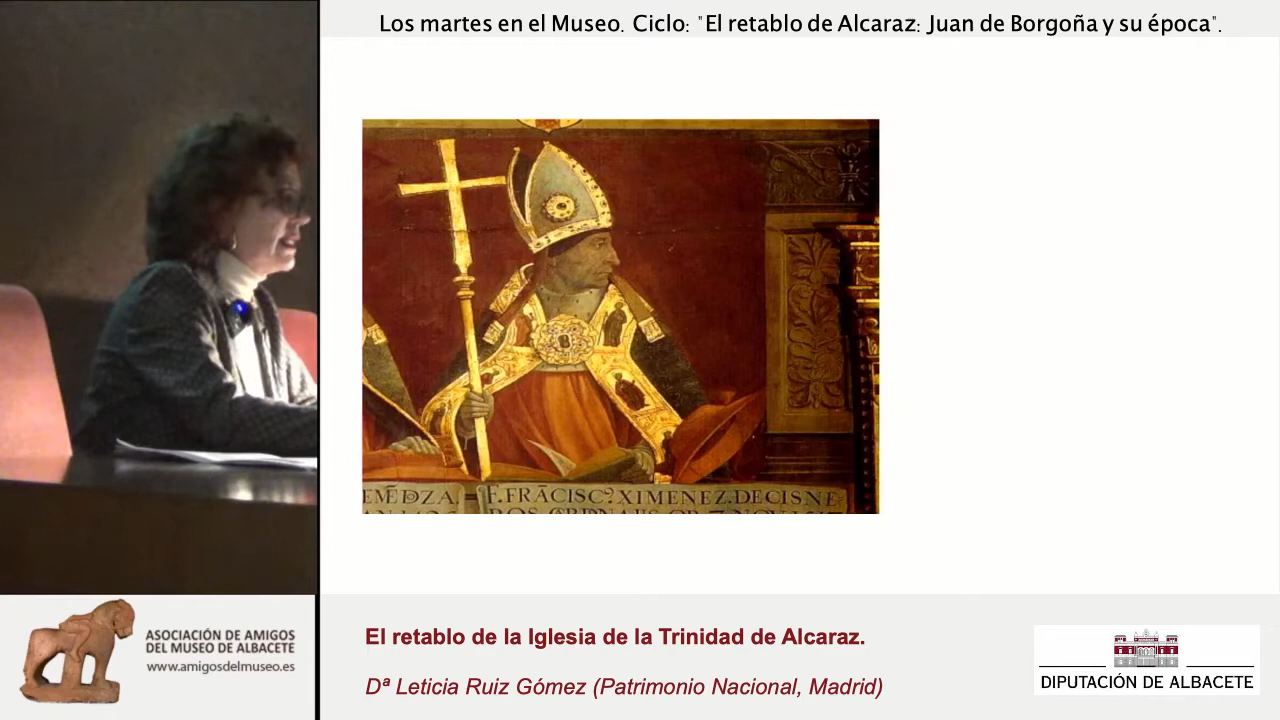 Los martes en el Museo. Ciclo: "El retablo de Alcaraz: Juan de Borgoña y su época".
F. FRÃCISCº. XIMENEZ. DECISNE
ASOCIACIÓN DE AMIGOS
DEL MUSEO DE ALBACETE
www.amigosdelmuseo.es
El retablo de la Iglesia de la Trinidad de Alcaraz.
Dª Leticia Ruiz Gómez (Patrimonio Nacional, Madrid)
DIPUTACIÓN DE ALBACETE